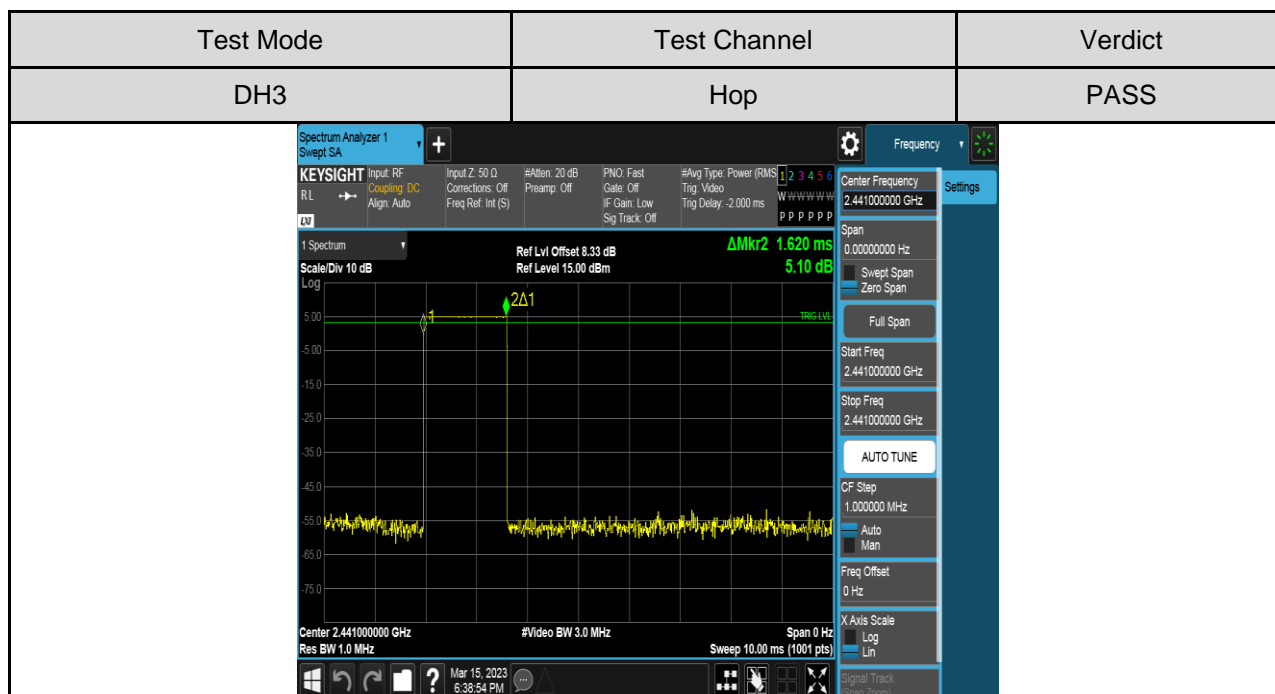 Test Mode Test Channel Verdict
DH3 Hop PASS
Spectrum Analyzer 1
Swept SA
+
Frequency
KEYSIGHT
RL
LXI
Input: RF
Coupling: DC
Align: Auto
Input Z: 50 Ω
Corrections: Off
Freq Ref: Int (S)
#Atten: 20 dB
Preamp: Off
PNO: Fast
Gate: Off
IF Gain: Low
Sig Track: Off
#Avg Type: Power (RMS
Trig: Video
Trig Delay: -2.000 ms
1 2 3 4 5 6
W W W W W W
P P P P P P
Center Frequency
2.441000000 GHz
Settings
1 Spectrum
Scale/Div 10 dB
Log
Ref Lvl Offset 8.33 dB
Ref Level 15.00 dBm
ΔMkr2 1.620 ms
5.10 dB
2Δ1
1
TRIG LVL
5.00
-5.00
-15.0
-25.0
-35.0
-45.0
-55.0
-65.0
-75.0
Center 2.441000000 GHz
Res BW 1.0 MHz
#Video BW 3.0 MHz
Span 0 Hz
Sweep 10.00 ms (1001 pts)
Span
0.00000000 Hz
Swept Span
Zero Span
Full Span
Start Freq
2.441000000 GHz
Stop Freq
2.441000000 GHz
AUTO TUNE
CF Step
1.000000 MHz
Auto
Man
Freq Offset
0 Hz
X Axis Scale
Log
Lin
Signal Track
(Span Zoom)
?
Mar 15, 2023
6:38:54 PM